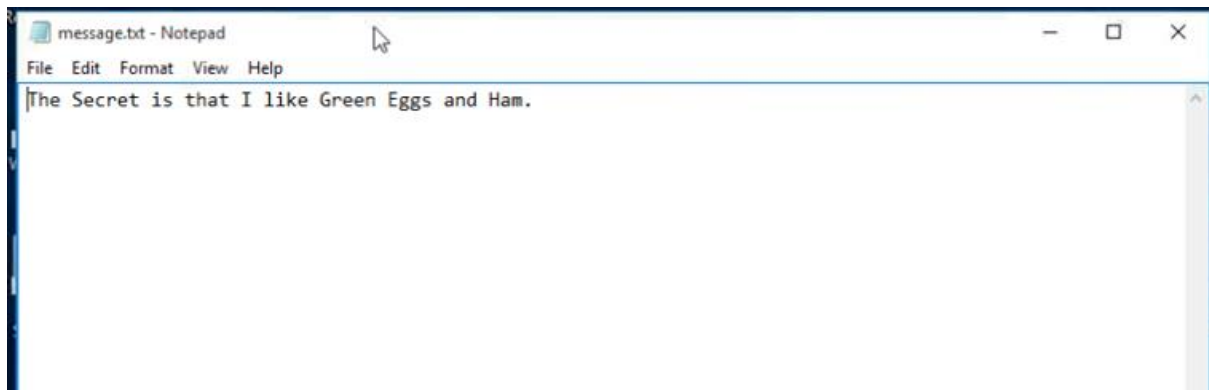 message.txt - Notepad
File Edit Format View Help
The Secret is that I like Green Eggs and Ham.